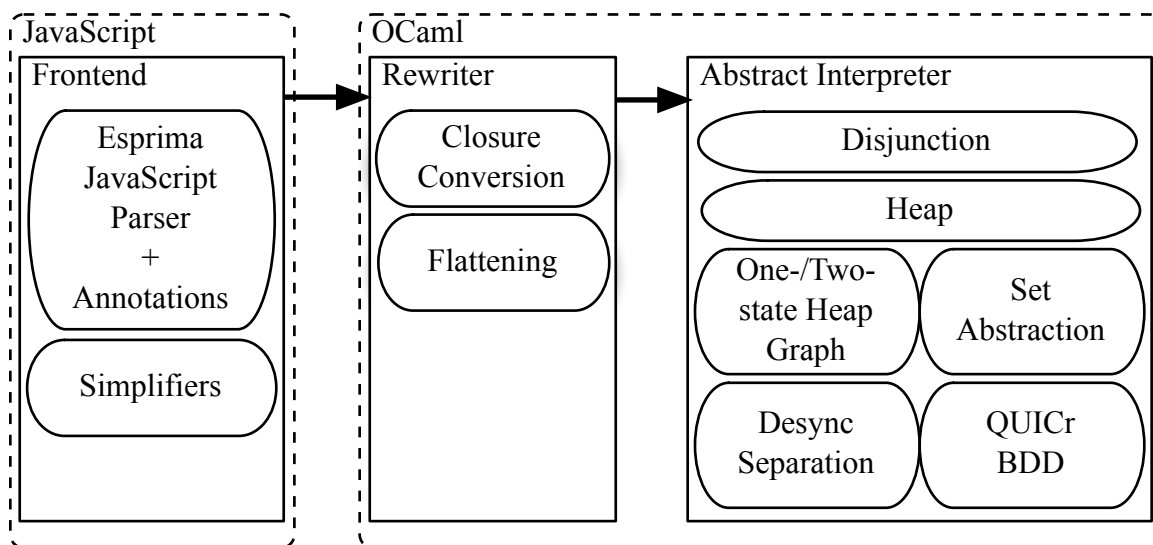 JavaScript
Frontend
Esprima
JavaScript
Parser
+
Annotations
Simplifiers
OCaml
Rewriter
Closure
Conversion
Flattening
Abstract Interpreter
Disjunction
Heap
One-/Two-
state Heap
Graph
Set
Abstraction
Desync
Separation
QUICr
BDD